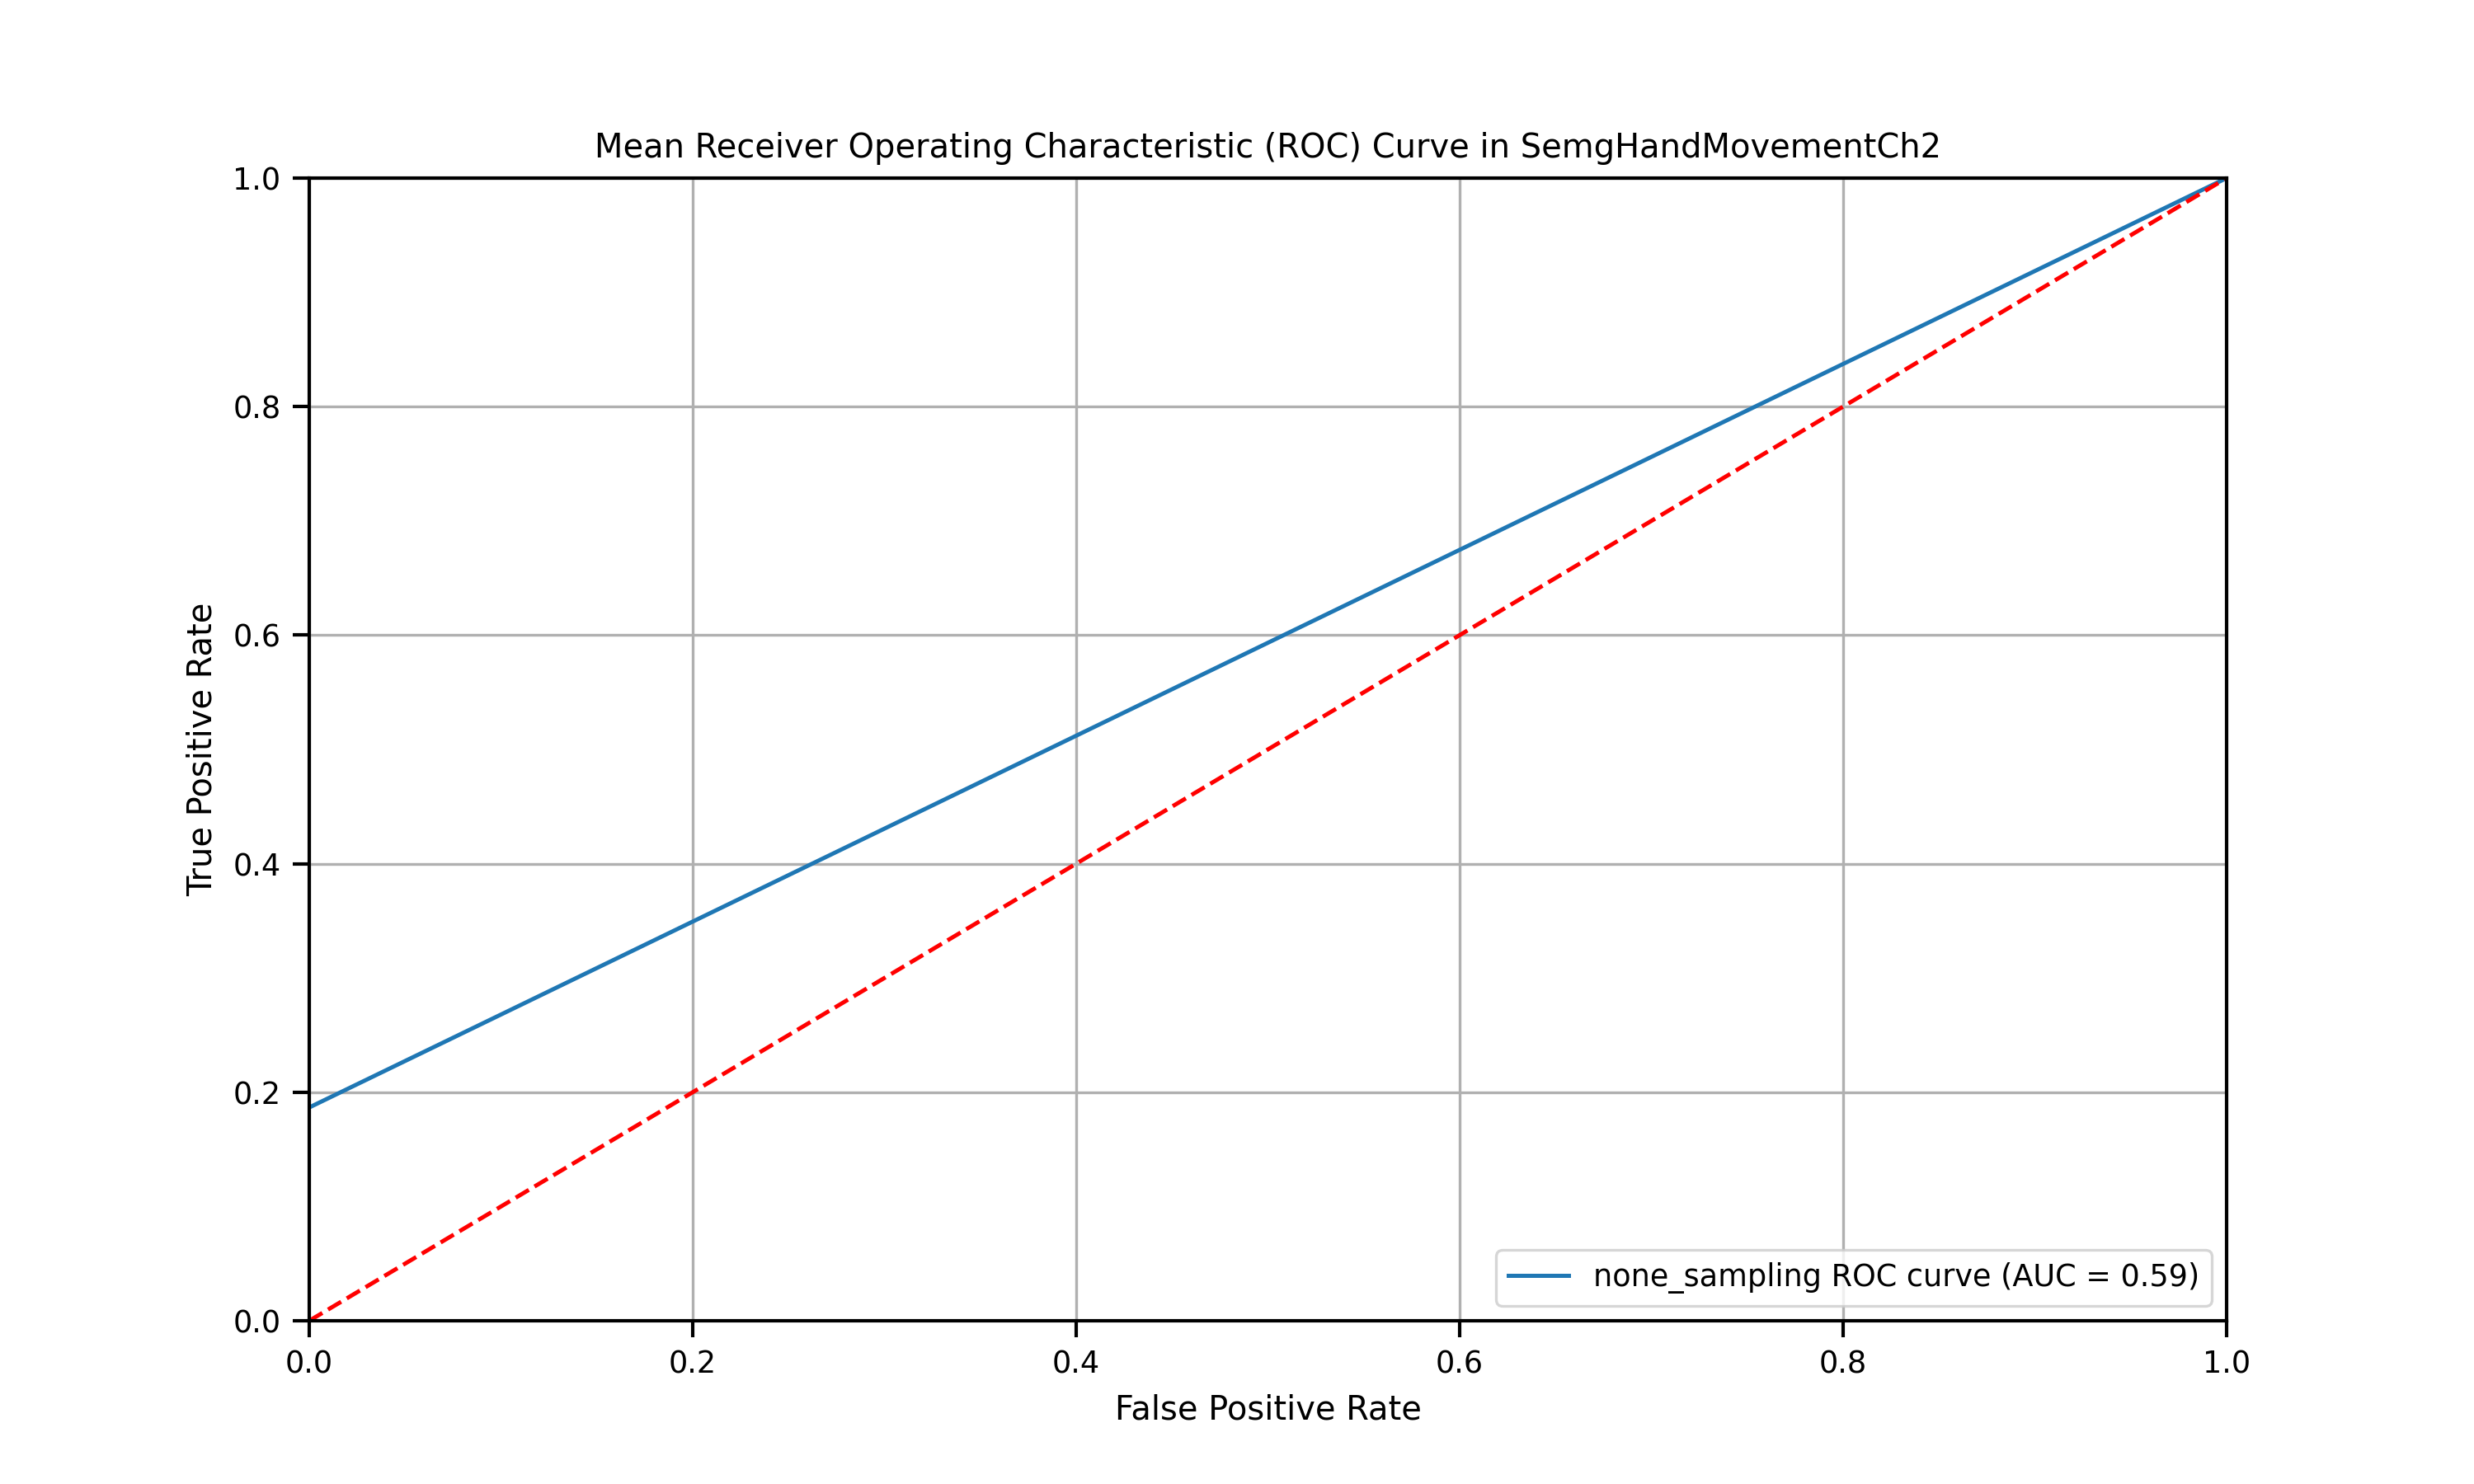 Mean Receiver Operating Characteristic (ROC) Curve in SemgHandMovementCh2
1.0
0.8
0.6
0.4
0.2
0.0
True Positive Rate
none_sampling ROC curve (AUC = 0.59)
0.0 0.2 0.4 0.6 0.8 1.0
False Positive Rate